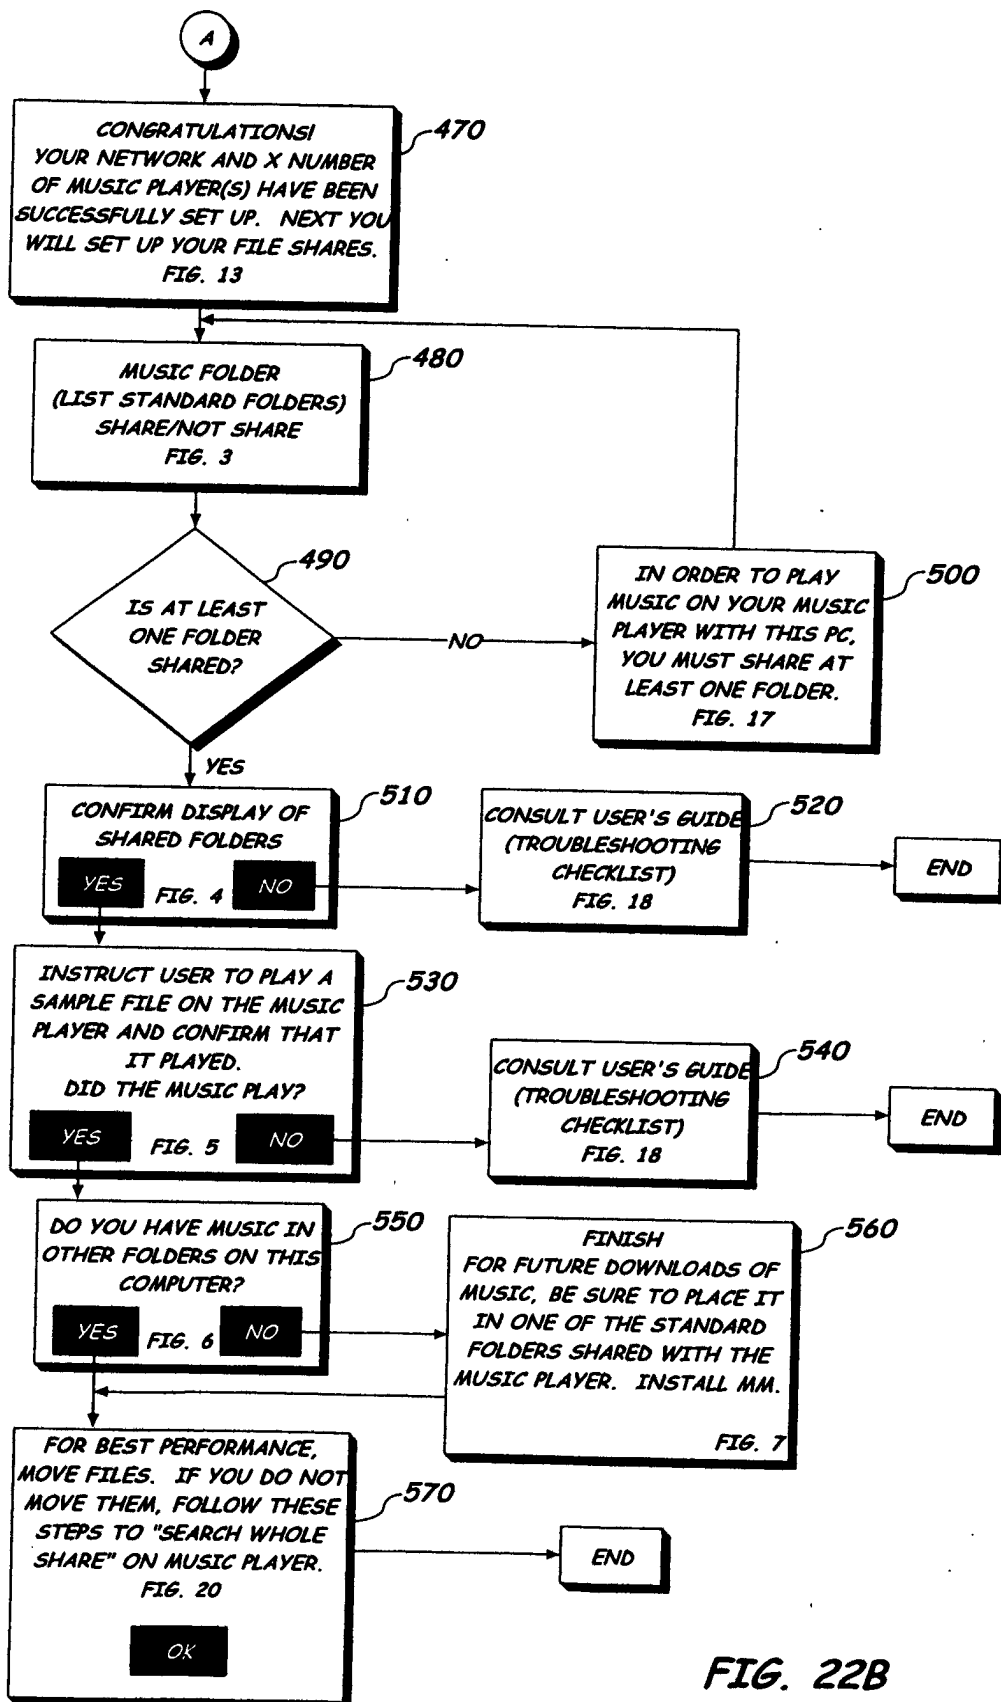 A
CONGRATULATIONS!
YOUR NETWORK AND X NUMBER
OF MUSIC PLAYER(S) HAVE BEEN
SUCCESSFULLY SET UP. NEXT YOU
WILL SET UP YOUR FILE SHARES.
FIG. 13
470
MUSIC FOLDER
(LIST STANDARD FOLDERS)
SHARE/NOT SHARE
FIG. 3
480
IS AT LEAST
ONE FOLDER
SHARED?
490
NO
IN ORDER TO PLAY
MUSIC ON YOUR MUSIC
PLAYER WITH THIS PC,
YOU MUST SHARE AT
LEAST ONE FOLDER.
FIG. 17
500
YES
CONFIRM DISPLAY OF
SHARED FOLDERS
YES FIG. 4 NO
510
CONSULT USER'S GUIDE
(TROUBLESHOOTING
CHECKLIST)
FIG. 18
520
END
INSTRUCT USER TO PLAY A
SAMPLE FILE ON THE MUSIC
PLAYER AND CONFIRM THAT
IT PLAYED.
DID THE MUSIC PLAY?
YES FIG. 5 NO
530
CONSULT USER'S GUIDE
(TROUBLESHOOTING
CHECKLIST)
FIG. 18
540
END
DO YOU HAVE MUSIC IN
OTHER FOLDERS ON THIS
COMPUTER?
YES FIG. 6 NO
550
FINISH
FOR FUTURE DOWNLOADS OF
MUSIC, BE SURE TO PLACE IT
IN ONE OF THE STANDARD
FOLDERS SHARED WITH THE
MUSIC PLAYER. INSTALL MM.
FIG. 7
560
FOR BEST PERFORMANCE,
MOVE FILES. IF YOU DO NOT
MOVE THEM, FOLLOW THESE
STEPS TO "SEARCH WHOLE
SHARE" ON MUSIC PLAYER.
FIG. 20
OK
570
END
FIG. 22B